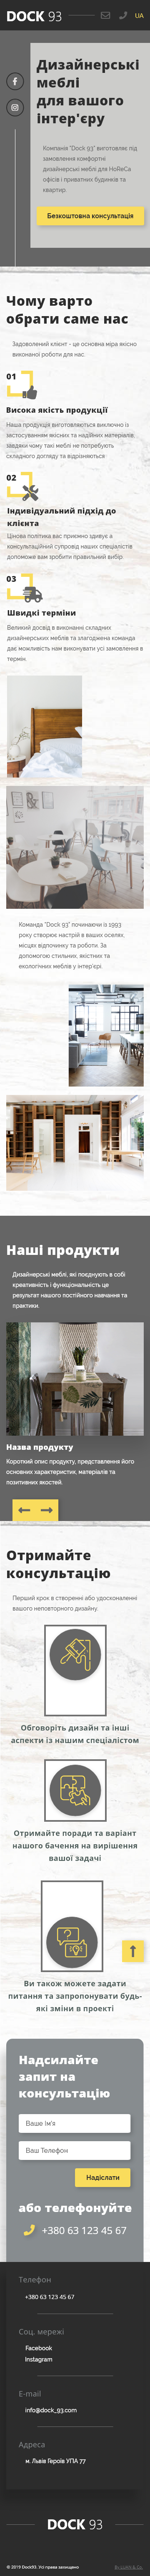 DOCK 93
UA
Дизайнерські
меблі
для вашого
інтер'єру
Компанія "Dock 93" виготовляє під
замовлення комфортні
дизайнерські меблі для HoReCa
офісів і приватних будинків та
квартир.
Безкоштовна консультація
Чому варто
обрати саме нас
Задоволений клієнт - це основна міра якісно
виконаної роботи для нас.
01
Висока якість продукції
Наша продукція виготовляються виключно із
застосуванням якісних та надійних матеріалів
завдяки чому такі меблі не потребують
складного догляду та відрізняються
02
Індивідуальний підхід до
клієнта
Цінова політика вас приємно здивує а
консультаційний супровід наших спеціалістів
допоможе вам зробити правильний вибір
03
Швидкі терміни
Великий досвід в виконанні складних
дизайнерських меблів та злагоджена команда
дає можливість нам виконувати усі замовлення в
термін.
Команда "Dock 93" починаючи із 1993
року створює настрій в ваших оселях,
місцях відпочинку та роботи. За
допомогою стильних, якістних та
екологічних меблів у інтер'єрі.
Наші продукти
Дизайнерські меблі, які поєднують в собі
креативність і функціональність це
результат нашого постійного навчання та
практики.
Назва продукту
Короткий опис продукту, представлення його
основних характеристик, матеріалів та
позитивних якостей.
Отримайте
консультацію
Перший крок в створенні або удосконаленні
вашого неповторного дизайну.
Обговоріть дизайн та інші
аспекти із нашим спеціалістом
Отримайте поради та варіант
нашого бачення на вирішення
вашої задачі
Ви також можете задати
питання та запропонувати будь-
які зміни в проекті
Надсилайте
запит на
консультацію
Ваше ім'я
Ваш Телефон
Надіслати
або телефонуйте
+380 63 123 45 67
Телефон
+380 63 123 45 67
Соц. мережі
Facebook
Instagram
E-mail
info@dock_93.com
Адреса
м. Львів Героїв УПА 77
DOCK 93
© 2019 Dock93. Усі права захищено